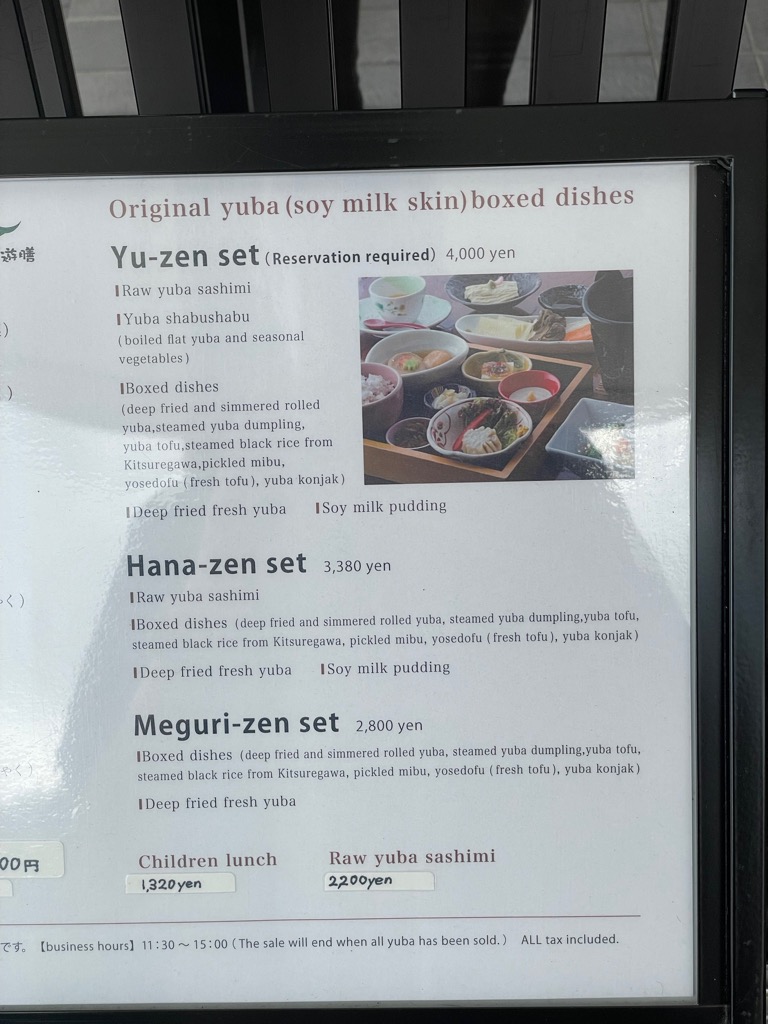 Original yuba (soy milk skin) boxed dishes
遊膳
Yu-zen set (Reservation required) 4,000 yen
Raw yuba sashimi
Yuba shabushabu
(boiled flat yuba and seasonal
vegetables)
Boxed dishes
(deep fried and simmered rolled
yuba,steamed yuba dumpling,
yuba tofu,steamed black rice from
Kitsuregawa,pickled mibu,
yosedofu (fresh tofu), yuba konjak)
Deep fried fresh yuba Soy milk pudding
Hana-zen set 3,380 yen
Raw yuba sashimi
Boxed dishes (deep fried and simmered rolled yuba, steamed yuba dumpling,yuba tofu,
steamed black rice from Kitsuregawa, pickled mibu, yosedofu (fresh tofu), yuba konjak)
Deep fried fresh yuba Soy milk pudding
Meguri-zen set 2,800 yen
Boxed dishes (deep fried and simmered rolled yuba, steamed yuba dumpling,yuba tofu,
steamed black rice from Kitsuregawa, pickled mibu, yosedofu (fresh tofu), yuba konjak)
ゃく)
Deep fried fresh yuba
00円
Children lunch Raw yuba sashimi
1,320yen 2,200yen
です。【business hours】11:30～15:00 (The sale will end when all yuba has been sold.) ALL tax included.